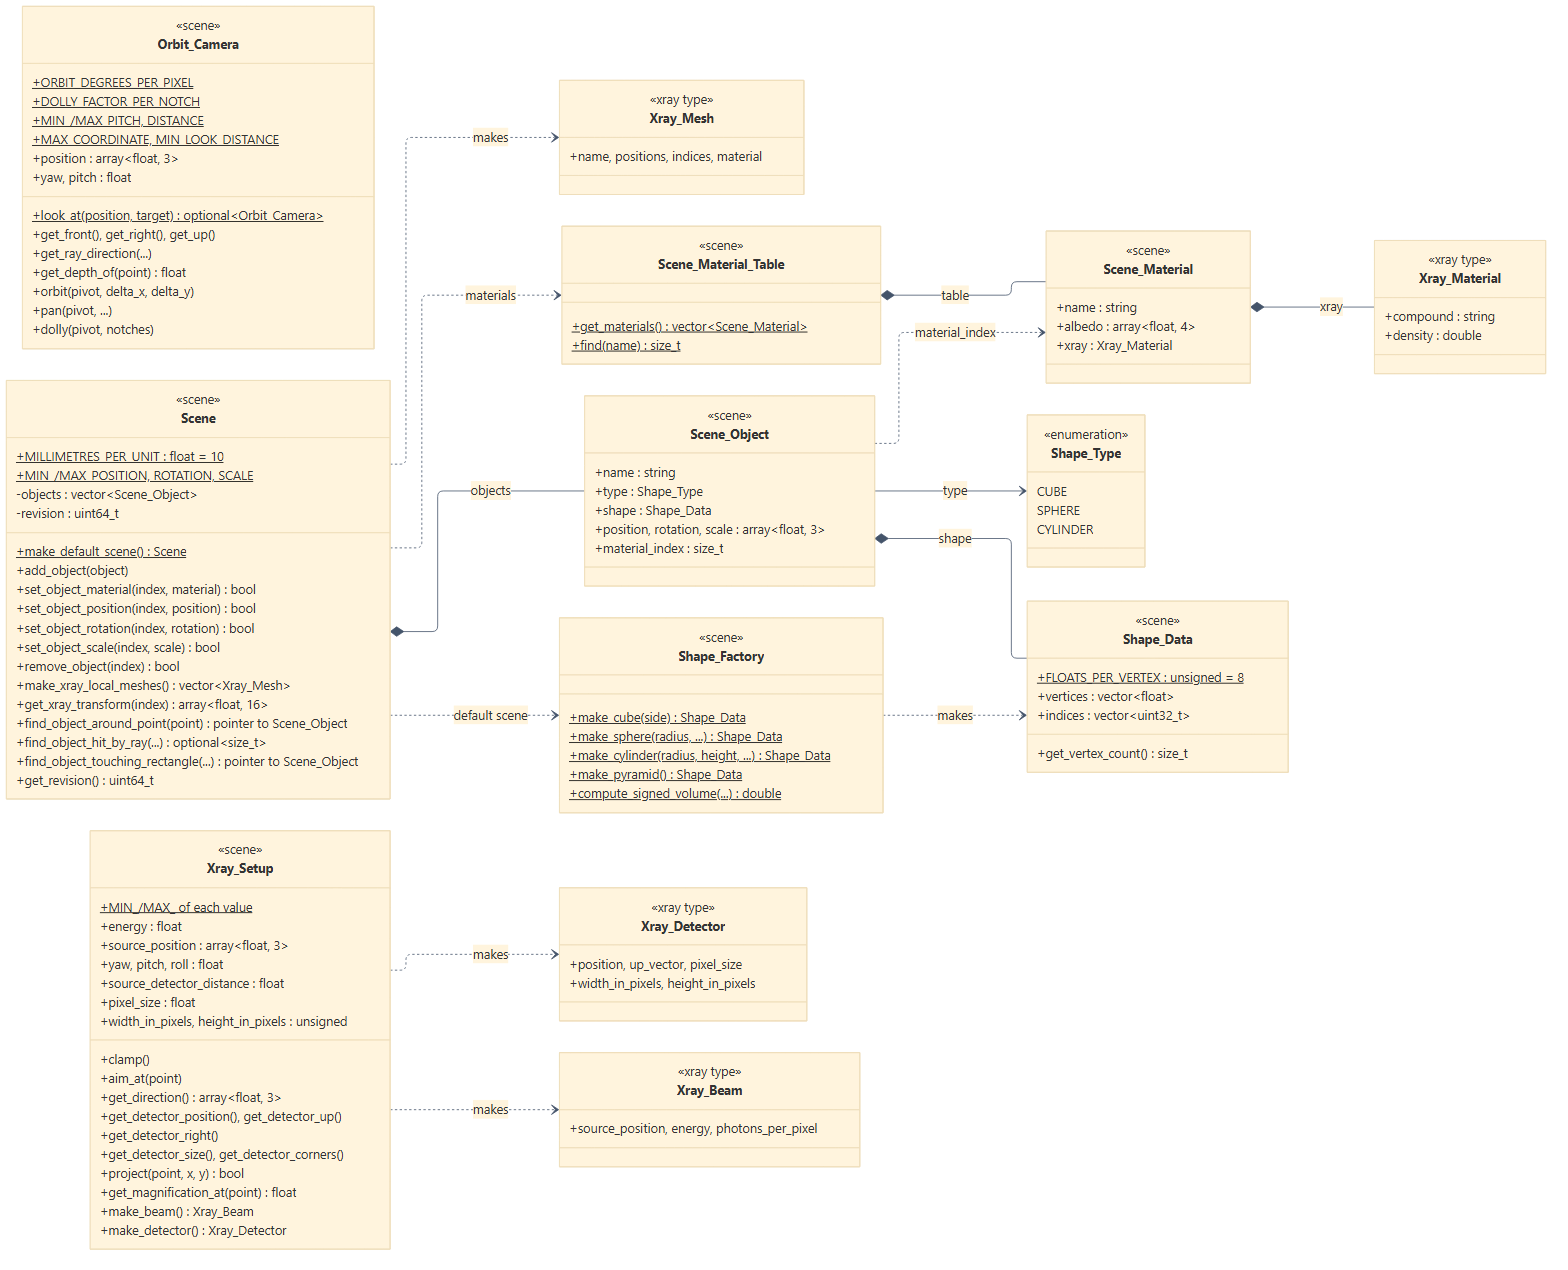 «scene»
Orbit_Camera
+ORBIT_DEGREES_PER_PIXEL
+DOLLY_FACTOR_PER_NOTCH
+MIN_/MAX_PITCH, DISTANCE
+MAX_COORDINATE, MIN_LOOK_DISTANCE
+position : array<float, 3>
+yaw, pitch : float
+look_at(position, target) : optional<Orbit_Camera>
+get_front(), get_right(), get_up()
+get_ray_direction(...)
+get_depth_of(point) : float
+orbit(pivot, delta_x, delta_y)
+pan(pivot, ...)
+dolly(pivot, notches)
«scene»
Scene
+MILLIMETRES_PER_UNIT : float = 10
+MIN_/MAX_POSITION, ROTATION, SCALE
-objects : vector<Scene_Object>
-revision : uint64_t
+make_default_scene() : Scene
+add_object(object)
+set_object_material(index, material) : bool
+set_object_position(index, position) : bool
+set_object_rotation(index, rotation) : bool
+set_object_scale(index, scale) : bool
+remove_object(index) : bool
+make_xray_local_meshes() : vector<Xray_Mesh>
+get_xray_transform(index) : array<float, 16>
+find_object_around_point(point) : pointer to Scene_Object
+find_object_hit_by_ray(...) : optional<size_t>
+find_object_touching_rectangle(...) : pointer to Scene_Object
+get_revision() : uint64_t
«scene»
Xray_Setup
+MIN_/MAX_ of each value
+energy : float
+source_position : array<float, 3>
+yaw, pitch, roll : float
+source_detector_distance : float
+pixel_size : float
+width_in_pixels, height_in_pixels : unsigned
+clamp()
+aim_at(point)
+get_direction() : array<float, 3>
+get_detector_position(), get_detector_up()
+get_detector_right()
+get_detector_size(), get_detector_corners()
+project(point, x, y) : bool
+get_magnification_at(point) : float
+make_beam() : Xray_Beam
+make_detector() : Xray_Detector
makes
materials
objects
default scene
makes
makes
«xray type»
Xray_Mesh
+name, positions, indices, material
«scene»
Scene_Material_Table
+get_materials() : vector<Scene_Material>
+find(name) : size_t
«scene»
Scene_Object
+name : string
+type : Shape_Type
+shape : Shape_Data
+position, rotation, scale : array<float, 3>
+material_index : size_t
«scene»
Shape_Factory
+make_cube(side) : Shape_Data
+make_sphere(radius, ...) : Shape_Data
+make_cylinder(radius, height, ...) : Shape_Data
+make_pyramid() : Shape_Data
+compute_signed_volume(...) : double
«xray type»
Xray_Detector
+position, up_vector, pixel_size
+width_in_pixels, height_in_pixels
«xray type»
Xray_Beam
+source_position, energy, photons_per_pixel
table
material_index
type
shape
makes
«scene»
Scene_Material
+name : string
+albedo : array<float, 4>
+xray : Xray_Material
«enumeration»
Shape_Type
CUBE
SPHERE
CYLINDER
«scene»
Shape_Data
+FLOATS_PER_VERTEX : unsigned = 8
+vertices : vector<float>
+indices : vector<uint32_t>
+get_vertex_count() : size_t
xray
«xray type»
Xray_Material
+compound : string
+density : double